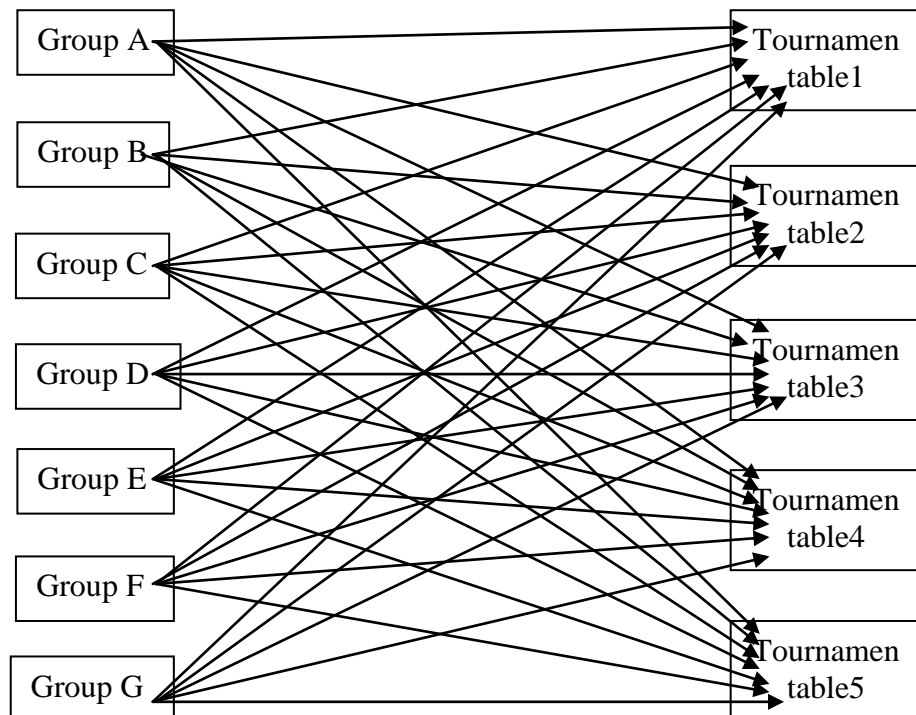 Group A
Group B
Group C
Group D
Group E
Group F
Group G
Tournamen
table1
Tournamen
table2
Tournamen
table3
Tournamen
table4
Tournamen
table5